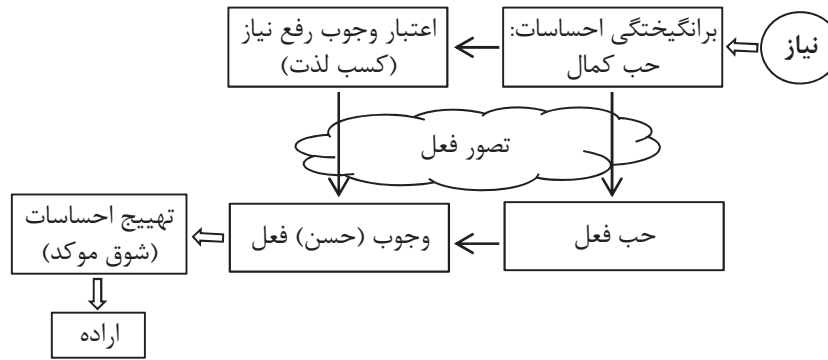 نیاز
برانگیختگی احساسات:
حب کمال
اعتبار وجوب رفع نیاز
(کسب لذت)
تصور فعل
حب فعل
وجوب (حسن) فعل
تهییج احساسات
(شوق موکد)
اراده